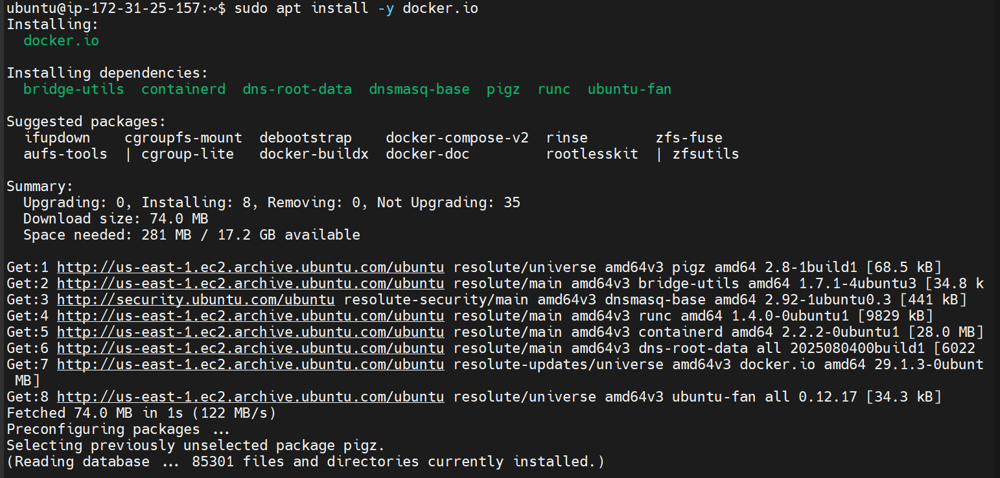 ubuntu@ip-172-31-25-157:~$ sudo apt install -y docker.io
Installing:
  docker.io

Installing dependencies:
  bridge-utils  containerd  dns-root-data  dnsmasq-base  pigz  runc  ubuntu-fan

Suggested packages:
  ifupdown    cgroupfs-mount  debootstrap    docker-compose-v2  rinse        zfs-fuse
  aufs-tools  | cgroup-lite   docker-buildx  docker-doc         rootlesskit  | zfsutils

Summary:
  Upgrading: 0, Installing: 8, Removing: 0, Not Upgrading: 35
  Download size: 74.0 MB
  Space needed: 281 MB / 17.2 GB available

Get:1 http://us-east-1.ec2.archive.ubuntu.com/ubuntu resolute/universe amd64v3 pigz amd64 2.8-1build1 [68.5 kB]
Get:2 http://us-east-1.ec2.archive.ubuntu.com/ubuntu resolute/main amd64v3 bridge-utils amd64 1.7.1-4ubuntu3 [34.8 k
Get:3 http://security.ubuntu.com/ubuntu resolute-security/main amd64v3 dnsmasq-base amd64 2.92-1ubuntu0.3 [441 kB]
Get:4 http://us-east-1.ec2.archive.ubuntu.com/ubuntu resolute/main amd64v3 runc amd64 1.4.0-0ubuntu1 [9829 kB]
Get:5 http://us-east-1.ec2.archive.ubuntu.com/ubuntu resolute/main amd64v3 containerd amd64 2.2.2-0ubuntu1 [28.0 MB]
Get:6 http://us-east-1.ec2.archive.ubuntu.com/ubuntu resolute/main amd64v3 dns-root-data all 2025080400build1 [6022
Get:7 http://us-east-1.ec2.archive.ubuntu.com/ubuntu resolute-updates/universe amd64v3 docker.io amd64 29.1.3-0ubunt
 MB]
Get:8 http://us-east-1.ec2.archive.ubuntu.com/ubuntu resolute/universe amd64v3 ubuntu-fan all 0.12.17 [34.3 kB]
Fetched 74.0 MB in 1s (122 MB/s)
Preconfiguring packages ...
Selecting previously unselected package pigz.
(Reading database ... 85301 files and directories currently installed.)